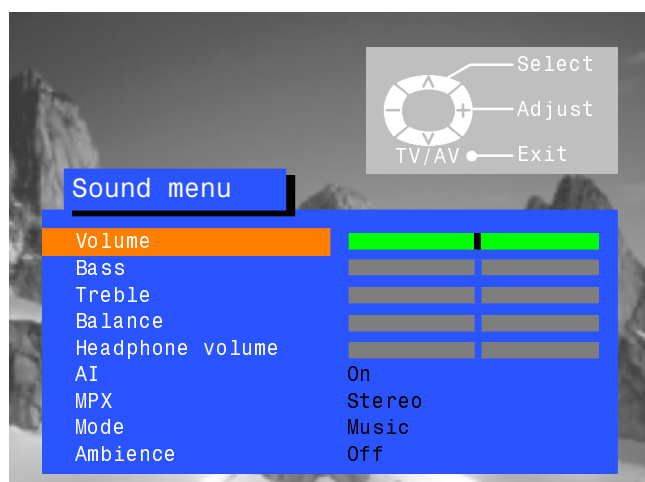 Select
Adjust
TV/AV Exit
Sound menu
Volume
Bass
Treble
Balance
Headphone volume
AI On
MPX Stereo
Mode Music
Ambience Off